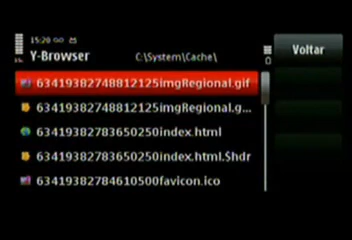 15:20
Y-Browser
C:\System\Cache\
Voltar
63419382748812125imgRegional.gif
63419382748812125imgRegional.g...
63419382783650250index.html
63419382783650250index.html.$hdr
63419382784610500favicon.ico